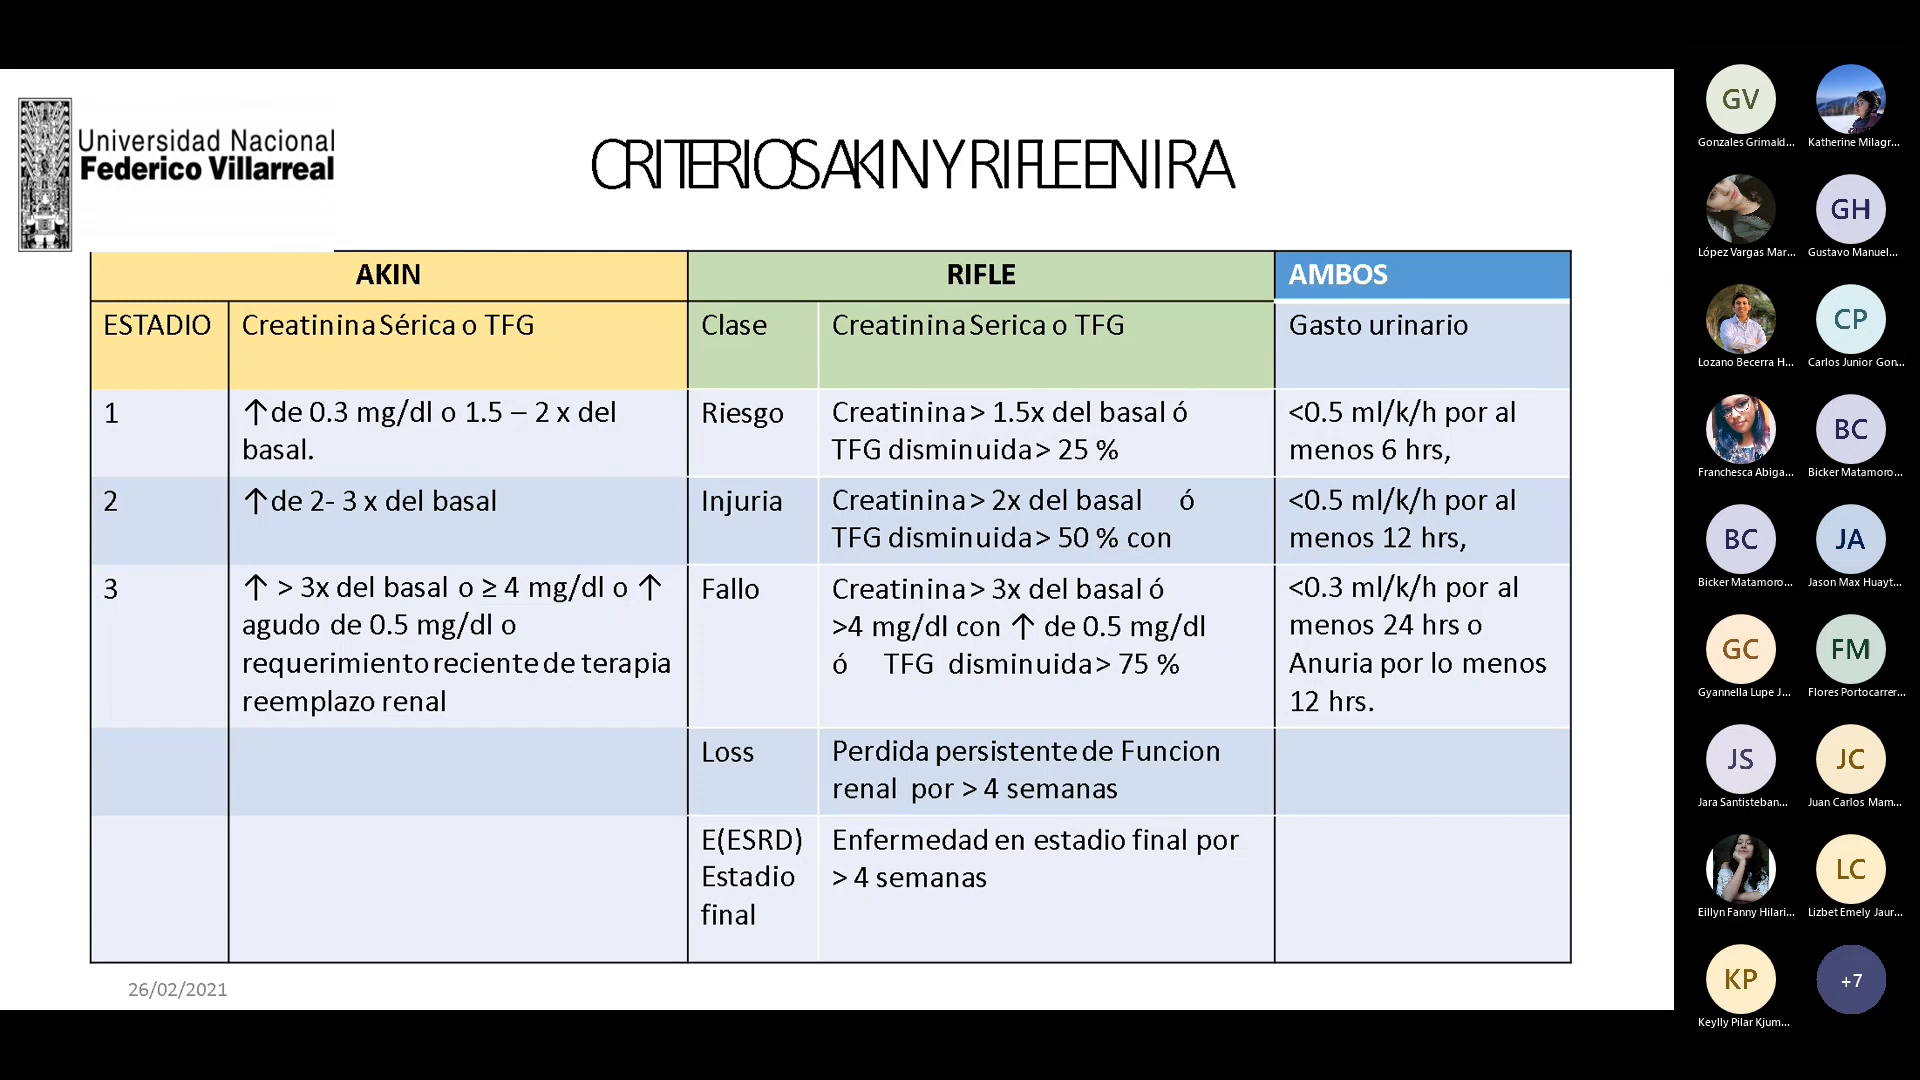 Universidad Nacional
Federico Villarreal
CRITERIOS AKIN Y RIFLE EN IRA
AKIN
RIFLE
AMBOS
ESTADIO
Creatinina Sérica o TFG
Clase
Creatinina Serica o TFG
Gasto urinario
1
↑de 0.3 mg/dl o 1.5 – 2 x del
basal.
Riesgo
Creatinina > 1.5x del basal ó
TFG disminuida > 25 %
<0.5 ml/k/h por al
menos 6 hrs,
2
↑de 2- 3 x del basal
Injuria
Creatinina > 2x del basal ó
TFG disminuida > 50 % con
<0.5 ml/k/h por al
menos 12 hrs,
3
↑ > 3x del basal o ≥ 4 mg/dl o ↑
agudo de 0.5 mg/dl o
requerimiento reciente de terapia
reemplazo renal
Fallo
Creatinina > 3x del basal ó
>4 mg/dl con ↑ de 0.5 mg/dl
ó TFG disminuida > 75 %
<0.3 ml/k/h por al
menos 24 hrs o
Anuria por lo menos
12 hrs.
Loss
Perdida persistente de Funcion
renal por > 4 semanas
E(ESRD)
Estadio
final
Enfermedad en estadio final por
> 4 semanas
26/02/2021
GV
Gonzales Grimald...
Katherine Milagr...
López Vargas Mar...
GH
Gustavo Manuel...
Lozano Becerra H...
CP
Carlos Junior Gon...
Franchesca Abiga...
BC
Bicker Matamoro...
BC
Bicker Matamoro...
JA
Jason Max Huayt...
GC
Gyannella Lupe J...
FM
Flores Portocarrer...
JS
Jara Santisteban...
JC
Juan Carlos Mam...
Eillyn Fanny Hilari...
LC
Lizbet Emely Jaur...
KP
Keylly Pilar Kjum...
+7